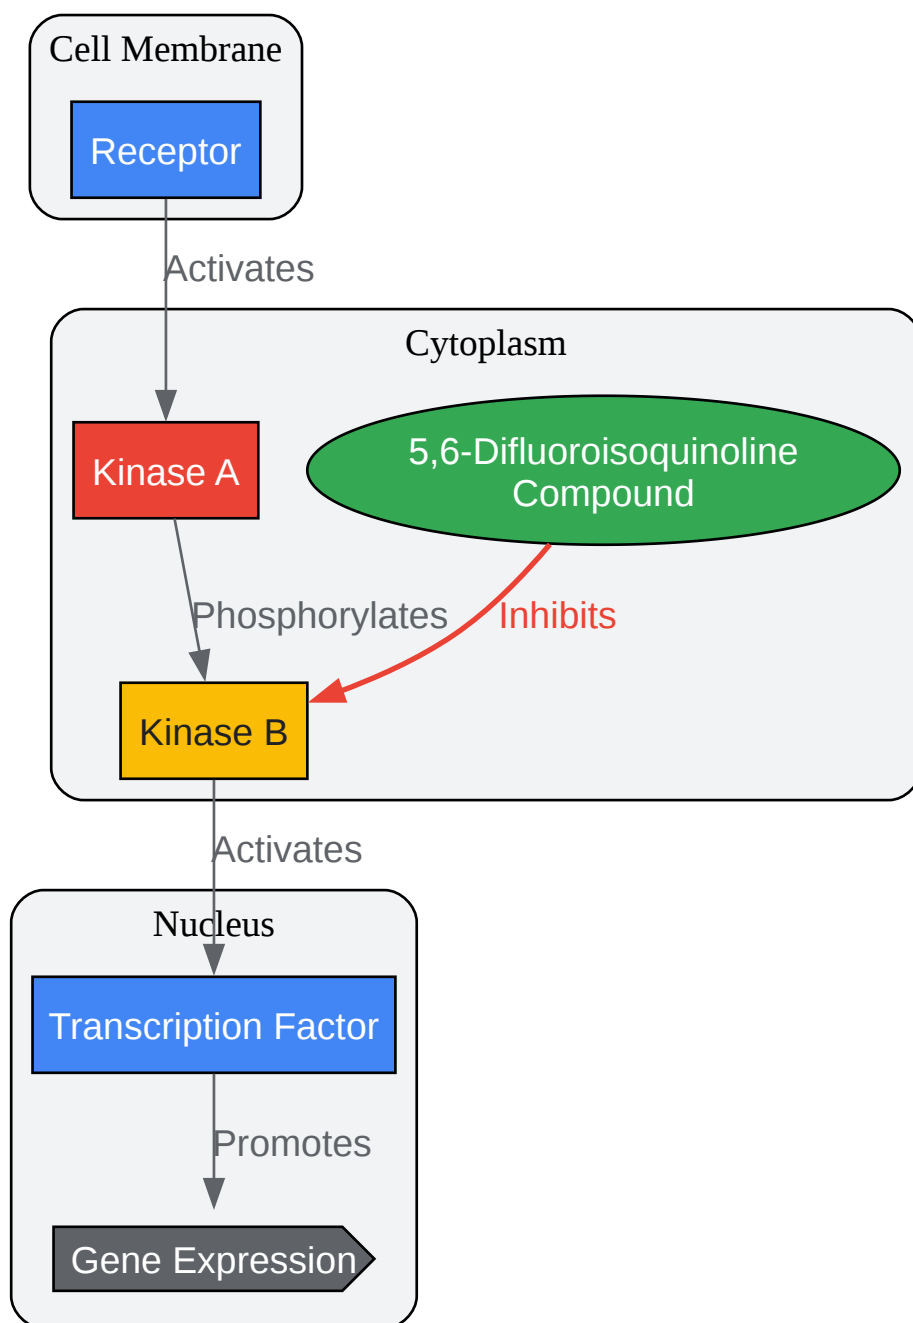 Cell Membrane
Receptor
Activates
Cytoplasm
Kinase A
5,6-Difluoroisoquinoline
Compound
Phosphorylates
Inhibits
Kinase B
Activates
Nucleus
Transcription Factor
Promotes
Gene Expression